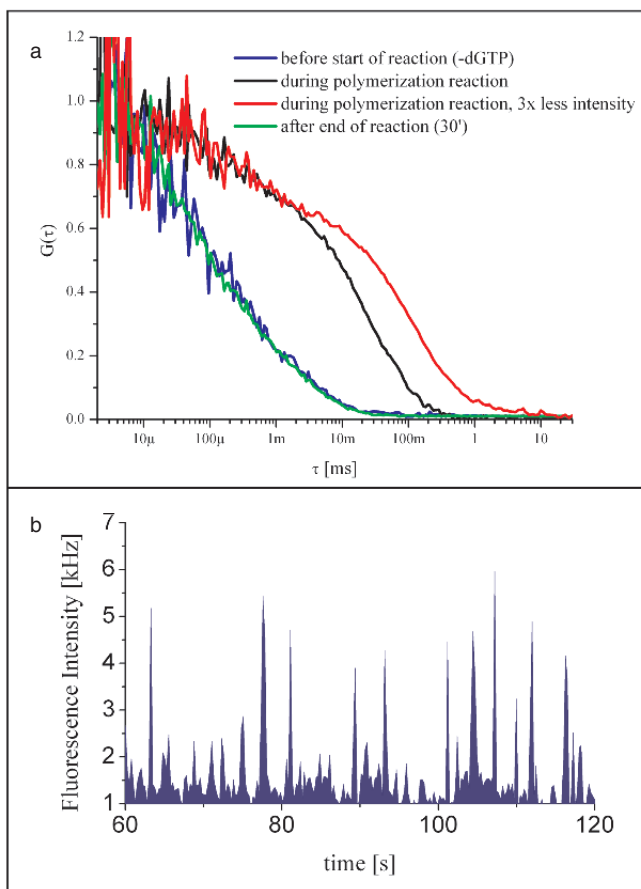 a
before start of reaction (-dGTP)
during polymerization reaction
during polymerization reaction, 3x less intensity
after end of reaction (30')
1.2
1.0
0.8
0.6
0.4
0.2
0.0
G(τ)
10µ 100µ 1m 10m 100m 1 10
τ [ms]
b
7
6
5
4
3
2
1
Fluorescence Intensity [kHz]
60 80 100 120
time [s]